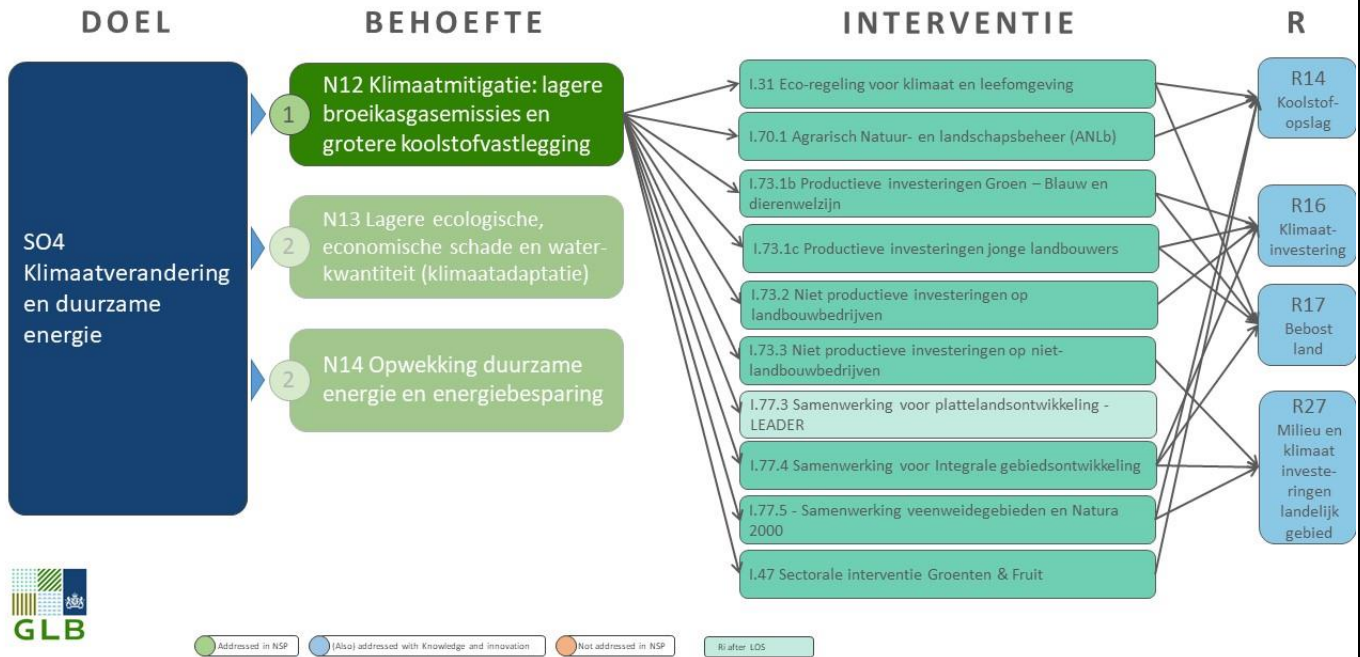 DOEL
BEHOEFTE
INTERVENTIE
R
SO4
Klimaatverandering
en duurzame
energie
1
N12 Klimaatmitigatie: lagere
broeikasgasemissies en
grotere koolstofvastlegging
2
N13 Lagere ecologische,
economische schade en water-
kwantiteit (klimaatadaptatie)
2
N14 Opwekking duurzame
energie en energiebesparing
I.31 Eco-regeling voor klimaat en leefomgeving
I.70.1 Agrarisch Natuur- en landschapsbeheer (ANLb)
I.73.1b Productieve investeringen Groen – Blauw en
dierenwelzijn
I.73.1c Productieve investeringen jonge landbouwers
I.73.2 Niet productieve investeringen op
landbouwbedrijven
I.73.3 Niet productieve investeringen op niet-
landbouwbedrijven
I.77.3 Samenwerking voor plattelandsontwikkeling -
LEADER
I.77.4 Samenwerking voor Integrale gebiedsontwikkeling
I.77.5 - Samenwerking veenweidegebieden en Natura
2000
I.47 Sectorale interventie Groenten & Fruit
R14
Koolstof-
opslag
R16
Klimaat-
investering
R17
Bebost
land
R27
Milieu en
klimaat
investe-
ringen
landelijk
gebied
GLB
Addressed in NSP
(Also) addressed with Knowledge and innovation
Not addressed in NSP
Ri after LOS